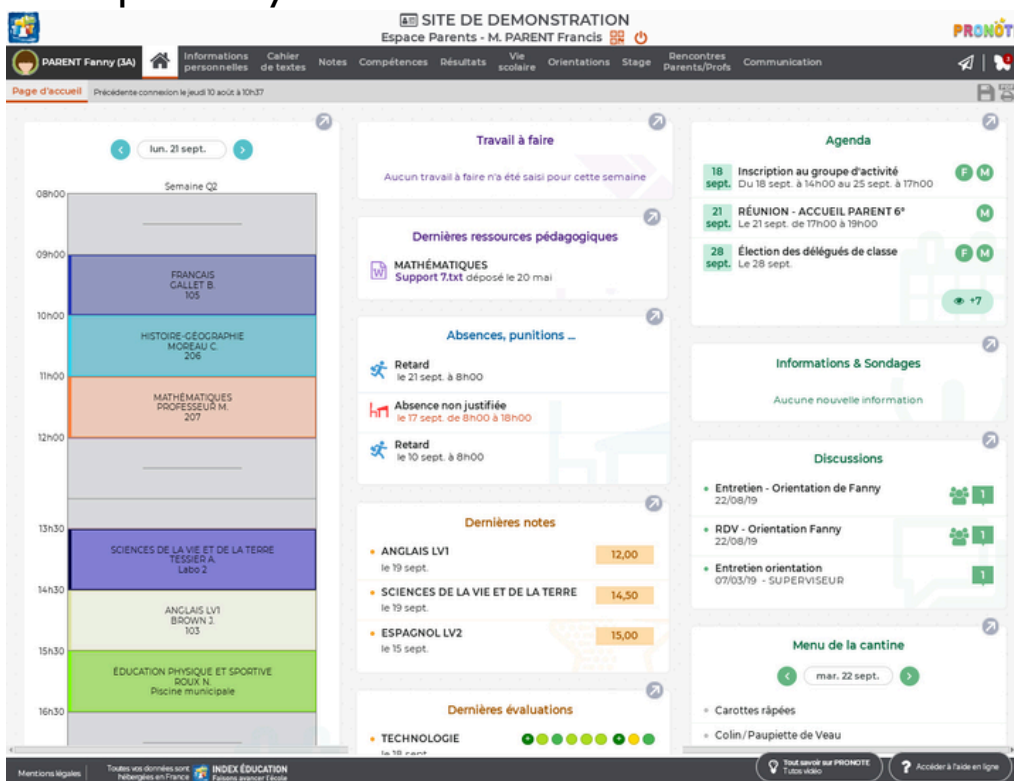 SITE DE DEMONSTRATION
Espace Parents - M. PARENT Francis
PRONOT
PARENT Fanny (3A)
Informations personnelles
Cahier de textes
Notes
Compétences
Résultats
Vie scolaire
Orientations
Stage
Rencontres Parents/Profs
Communication
Page d'accueil
Précédente connexion le jeudi 10 août à 10h37
lun. 21 sept.
Semaine Q2
08h00
09h00
FRANCAIS
GALLET B.
105
10h00
HISTOIRE-GÉOGRAPHIE
MOREAU C.
206
11h00
MATHÉMATIQUES
PROFESSEUR M.
207
12h00
13h30
SCIENCES DE LA VIE ET DE LA TERRE
TESSIER A.
Labo 2
14h30
ANGLAIS LV1
BROWN J.
103
15h30
EDUCATION PHYSIQUE ET SPORTIVE
ROUX N.
Piscine municipale
16h30
Travail à faire
Aucun travail à faire n'a été saisi pour cette semaine
Dernières ressources pédagogiques
MATHÉMATIQUES
Support 7.txt déposé le 20 mai
Absences, punitions ...
Retard
le 21 sept. à 8h00
Absence non justifiée
le 17 sept. de 8h00 à 18h00
Retard
le 10 sept. à 8h00
Dernières notes
ANGLAIS LV1 12,00
le 19 sept.
SCIENCES DE LA VIE ET DE LA TERRE 14,50
le 19 sept.
ESPAGNOL LV2 15,00
le 15 sept.
Dernières évaluations
TECHNOLOGIE
le 18 sept.
Agenda
18 sept. Inscription au groupe d'activité F M
Du 18 sept. à 14h00 au 25 sept. à 17h00
21 sept. RÉUNION - ACCUEIL PARENT 6° M
Le 21 sept. de 17h00 à 19h00
28 sept. Élection des délégués de classe F M
Le 28 sept.
+7
Informations & Sondages
Aucune nouvelle information
Discussions
Entretien - Orientation de Fanny 1
22/08/19
RDV - Orientation Fanny 1
22/08/19
Entretien orientation 1
07/03/19 - SUPERVISEUR
Menu de la cantine
mar. 22 sept.
Carottes râpées
Colin/Paupiette de Veau
Mentions légales
Toutes vos données sont
hébergées en France
INDEX ÉDUCATION
Faisons avancer l'école
Tout savoir sur PRONOTE
Tutos vidéo
? Accéder à l'aide en ligne